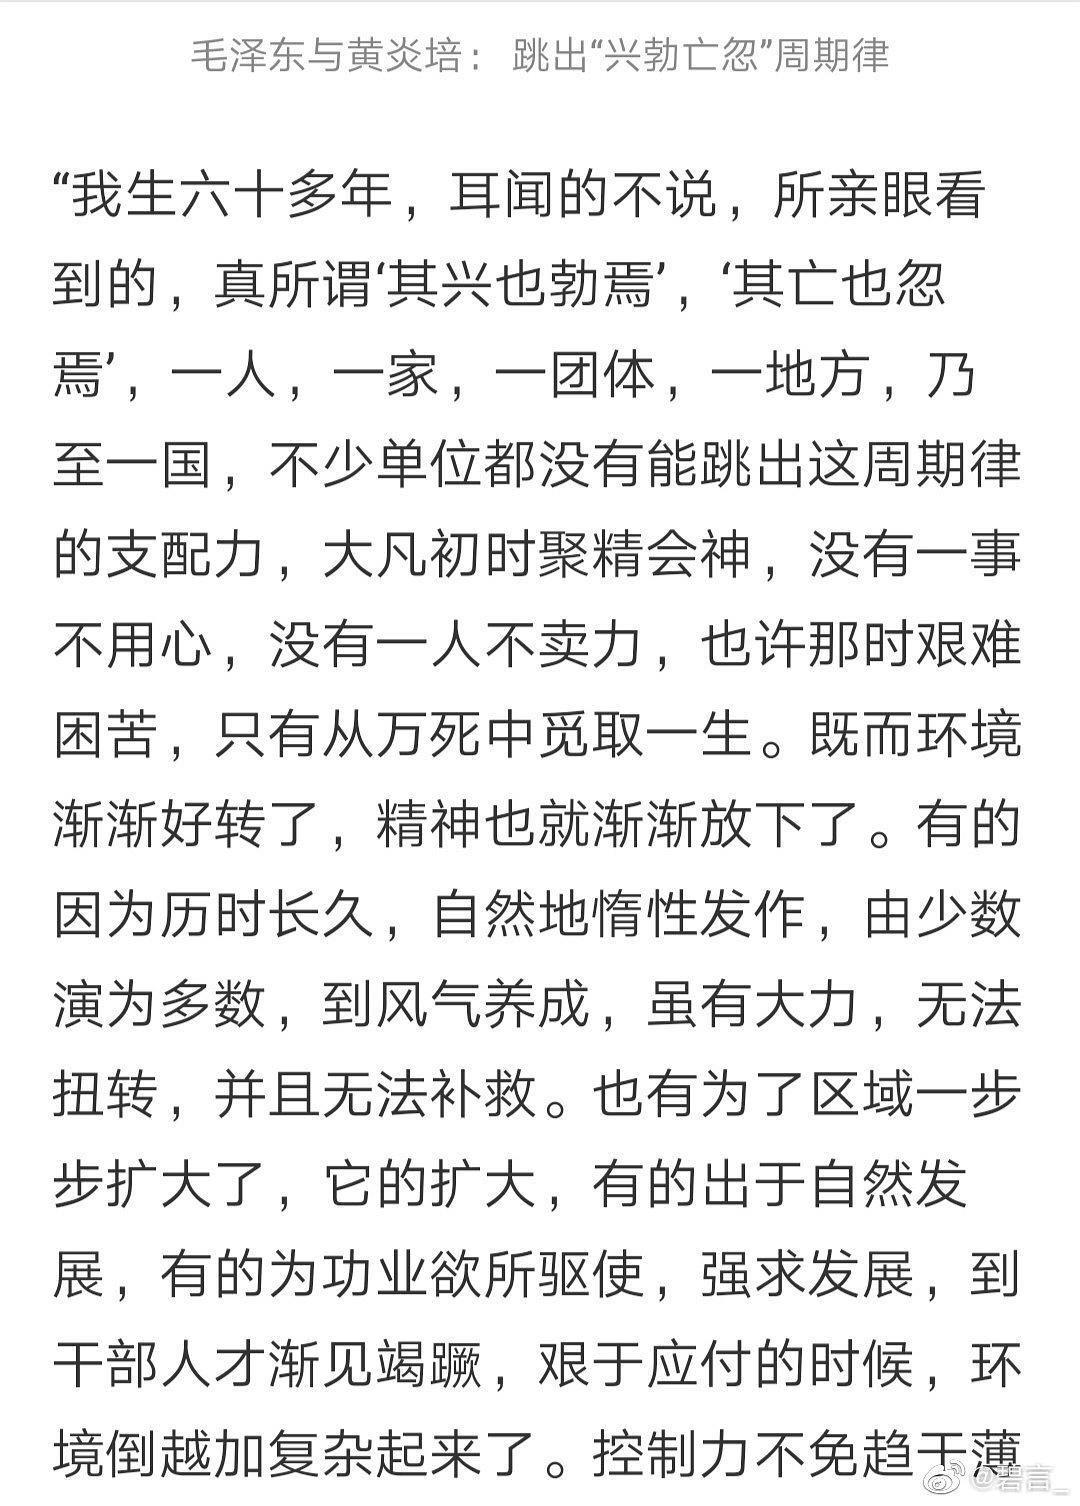 毛泽东与黄炎培：跳出“兴勃亡忽”周期律
“我生六十多年，耳闻的不说，所亲眼看
到的，真所谓‘其兴也勃焉’，‘其亡也忽
焉’，一人，一家，一团体，一地方，乃
至一国，不少单位都没有能跳出这周期律
的支配力，大凡初时聚精会神，没有一事
不用心，没有一人不卖力，也许那时艰难
困苦，只有从万死中觅取一生。既而环境
渐渐好转了，精神也就渐渐放下了。有的
因为历时长久，自然地惰性发作，由少数
演为多数，到风气养成，虽有大力，无法
扭转，并且无法补救。也有为了区域一步
步扩大了，它的扩大，有的出于自然发
展，有的为功业欲所驱使，强求发展，到
干部人才渐见竭蹶，艰于应付的时候，环
境倒越加复杂起来了。控制力不免趋于薄
@碧言_